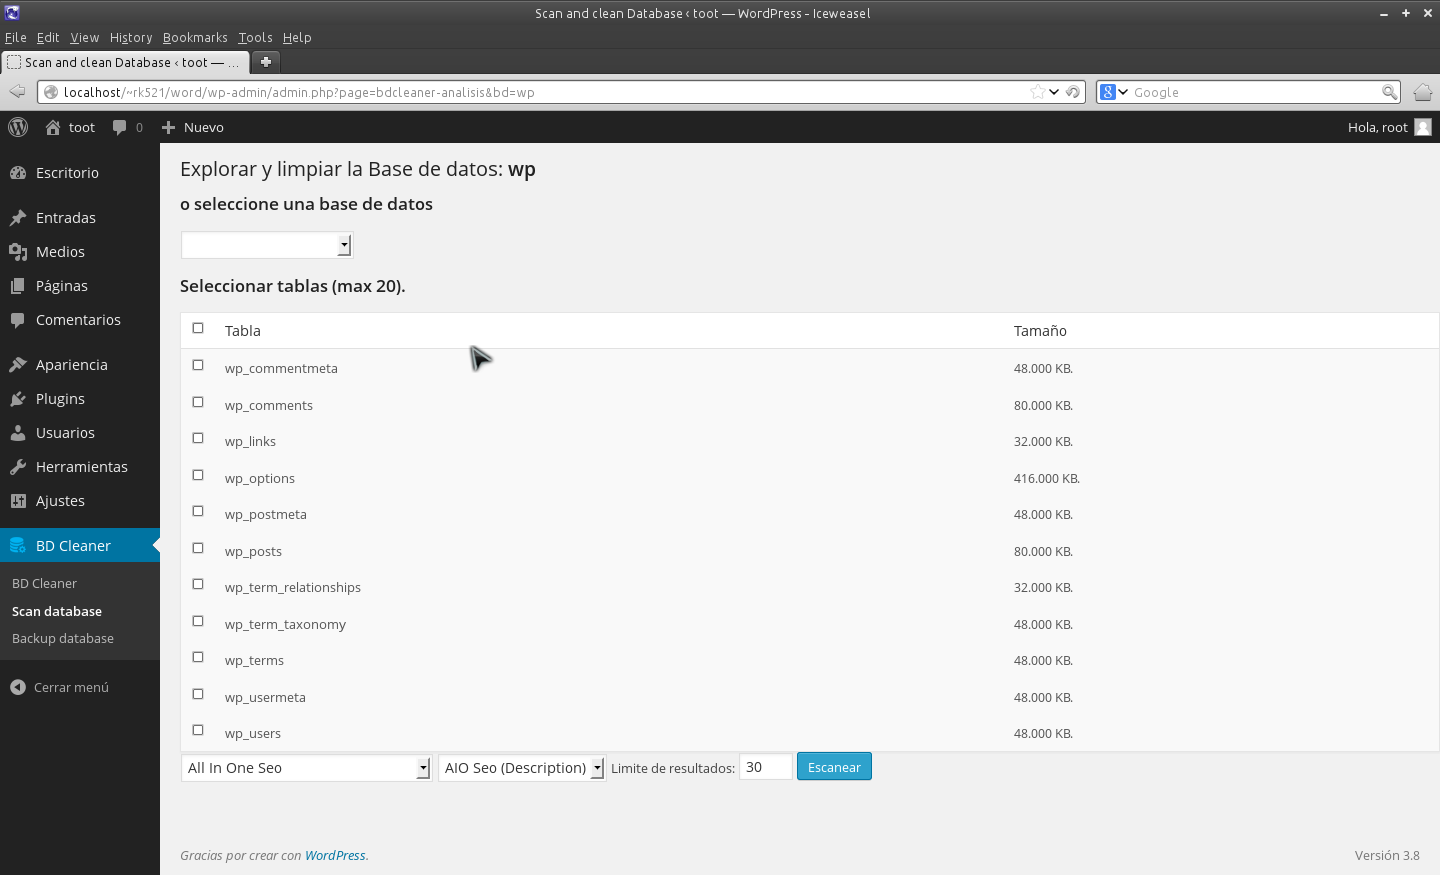 Scan and clean Database ‹ toot — WordPress - Iceweasel
File Edit View History Bookmarks Tools Help
Scan and clean Database ‹ toot — ...
localhost/~rk521/word/wp-admin/admin.php?page=bdcleaner-analisis&bd=wp
Google
toot 0 Nuevo Hola, root
Escritorio
Entradas
Medios
Páginas
Comentarios
Apariencia
Plugins
Usuarios
Herramientas
Ajustes
BD Cleaner
BD Cleaner
Scan database
Backup database
Cerrar menú
Explorar y limpiar la Base de datos: wp
o seleccione una base de datos
Seleccionar tablas (max 20).
Tabla Tamaño
wp_commentmeta 48.000 KB.
wp_comments 80.000 KB.
wp_links 32.000 KB.
wp_options 416.000 KB.
wp_postmeta 48.000 KB.
wp_posts 80.000 KB.
wp_term_relationships 32.000 KB.
wp_term_taxonomy 48.000 KB.
wp_terms 48.000 KB.
wp_usermeta 48.000 KB.
wp_users 48.000 KB.
All In One Seo AIO Seo (Description) Limite de resultados: 30 Escanear
Gracias por crear con WordPress. Versión 3.8